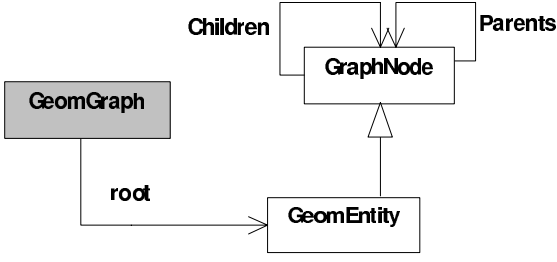 Children
Parents
GraphNode
GeomGraph
root
GeomEntity